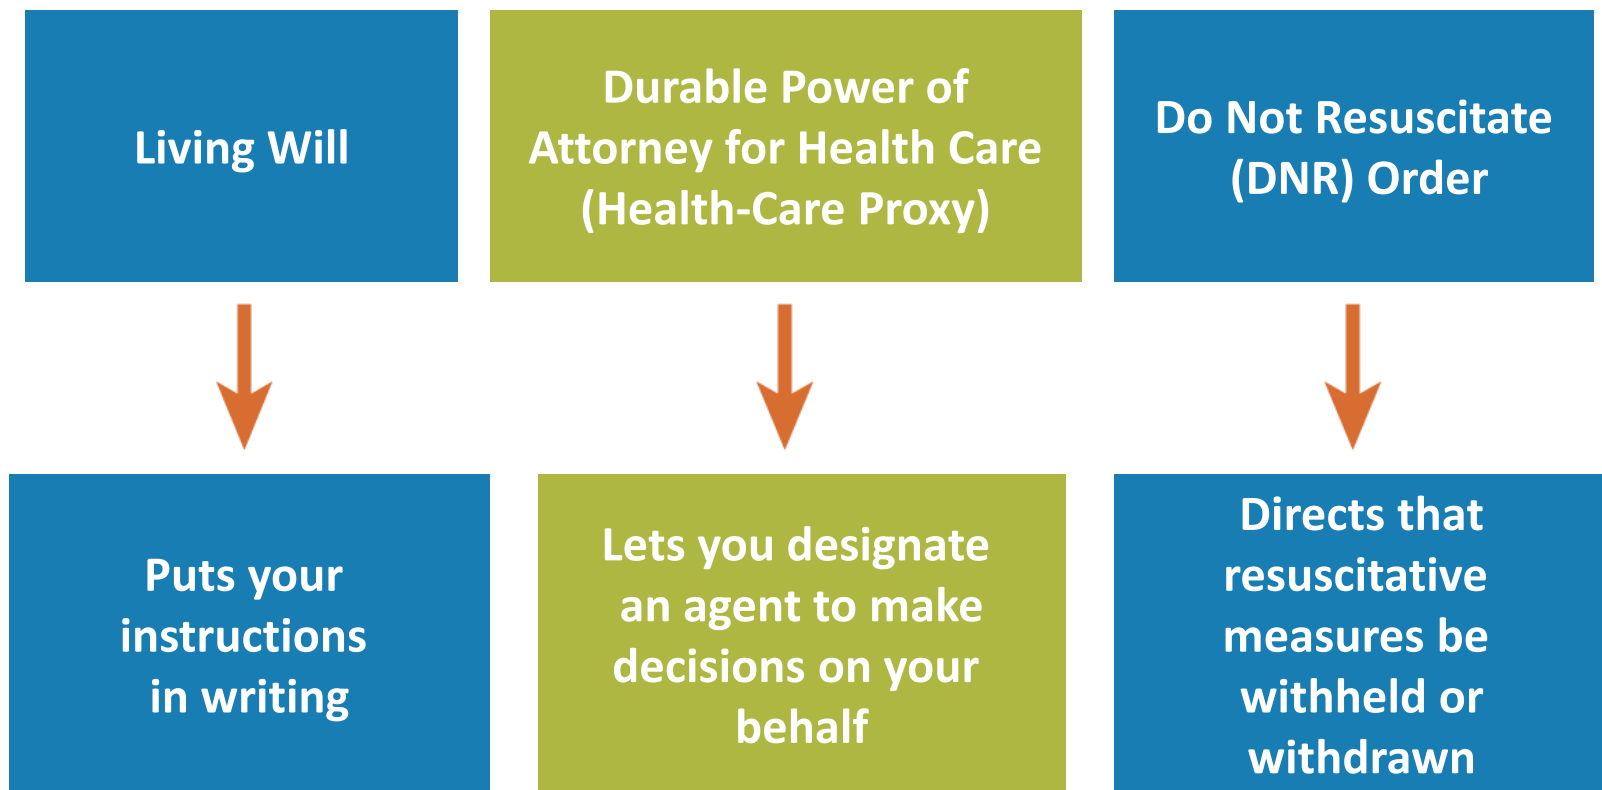 Living Will
Durable Power of
Attorney for Health Care
(Health-Care Proxy)
Do Not Resuscitate
(DNR) Order
Puts your
instructions
in writing
Lets you designate
an agent to make
decisions on your
behalf
Directs that
resuscitative
measures be
withheld or
withdrawn